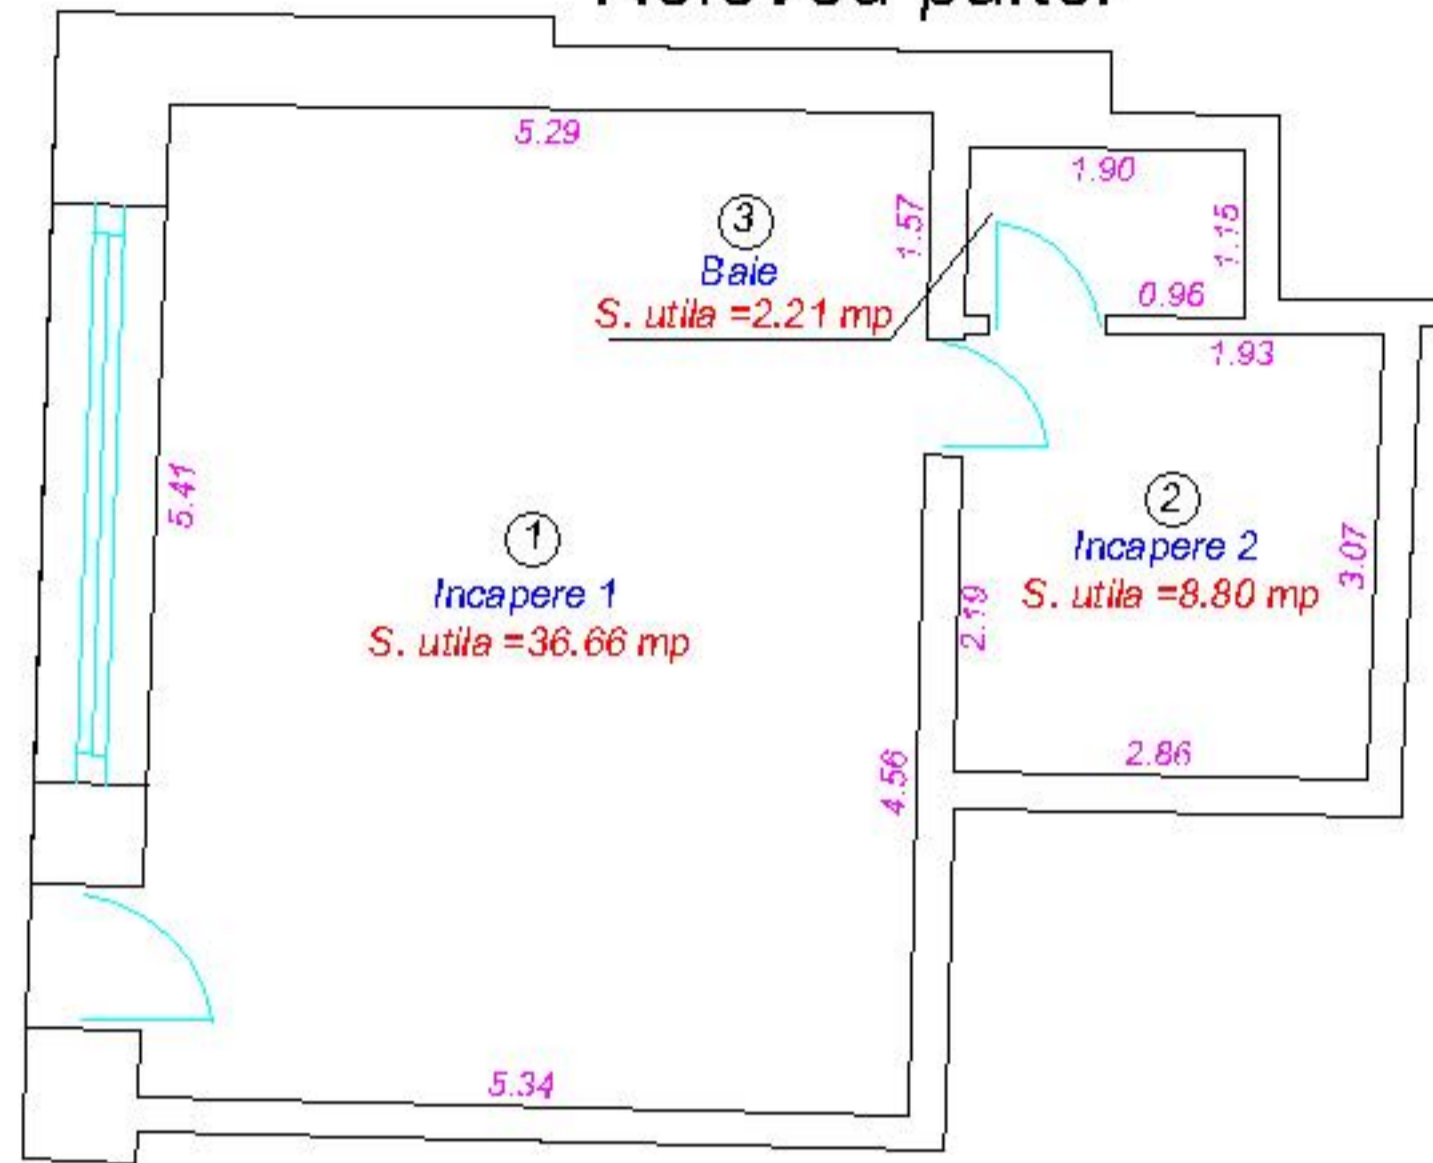 5.29
1.90
1.57
1.15
3
Baie
S. utila =2.21 mp
0.96
1.93
5.41
1
Incapere 1
S. utila =36.66 mp
2
Incapere 2
S. utila =8.80 mp
3.07
2.19
4.56
2.86
5.34